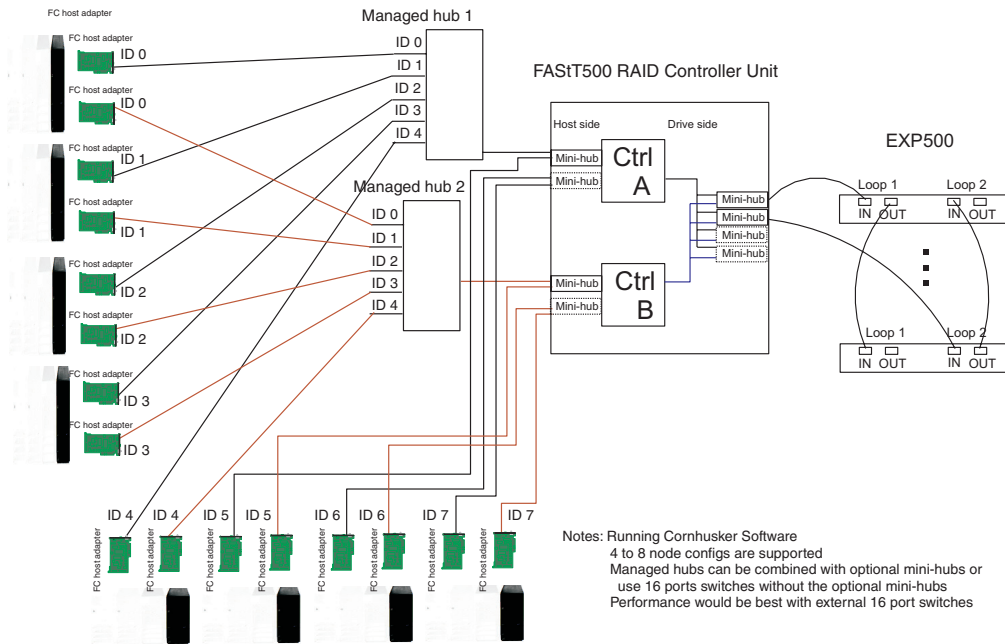 FC host adapter
FC host adapter
ID 0
FC host adapter
ID 0
FC host adapter
ID 1
FC host adapter
ID 1
FC host adapter
ID 2
FC host adapter
ID 2
FC host adapter
ID 3
FC host adapter
ID 3
Managed hub 1
ID 0
ID 1
ID 2
ID 3
ID 4
Managed hub 2
ID 0
ID 1
ID 2
ID 3
ID 4
FAStT500 RAID Controller Unit
Host side
Drive side
Mini-hub
Mini-hub
Ctrl
A
Mini-hub
Mini-hub
Mini-hub
Mini-hub
Mini-hub
Mini-hub
Ctrl
B
EXP500
Loop 1
Loop 2
IN OUT
IN OUT
Loop 1
Loop 2
IN OUT
IN OUT
ID 4
ID 4
ID 5
ID 5
ID 6
ID 6
ID 7
ID 7
FC host adapter
FC host adapter
FC host adapter
FC host adapter
FC host adapter
FC host adapter
FC host adapter
FC host adapter
Notes: Running Cornhusker Software
4 to 8 node configs are supported
Managed hubs can be combined with optional mini-hubs or
use 16 ports switches without the optional mini-hubs
Performance would be best with external 16 port switches